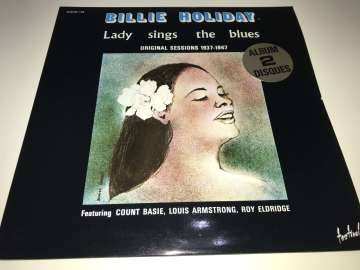 BILLIE HOLIDAY
Lady sings the blues
ORIGINAL SESSIONS 1937-1947
ALBUM
2
DISQUES
Featuring COUNT BASIE, LOUIS ARMSTRONG, ROY ELDRIDGE
festival